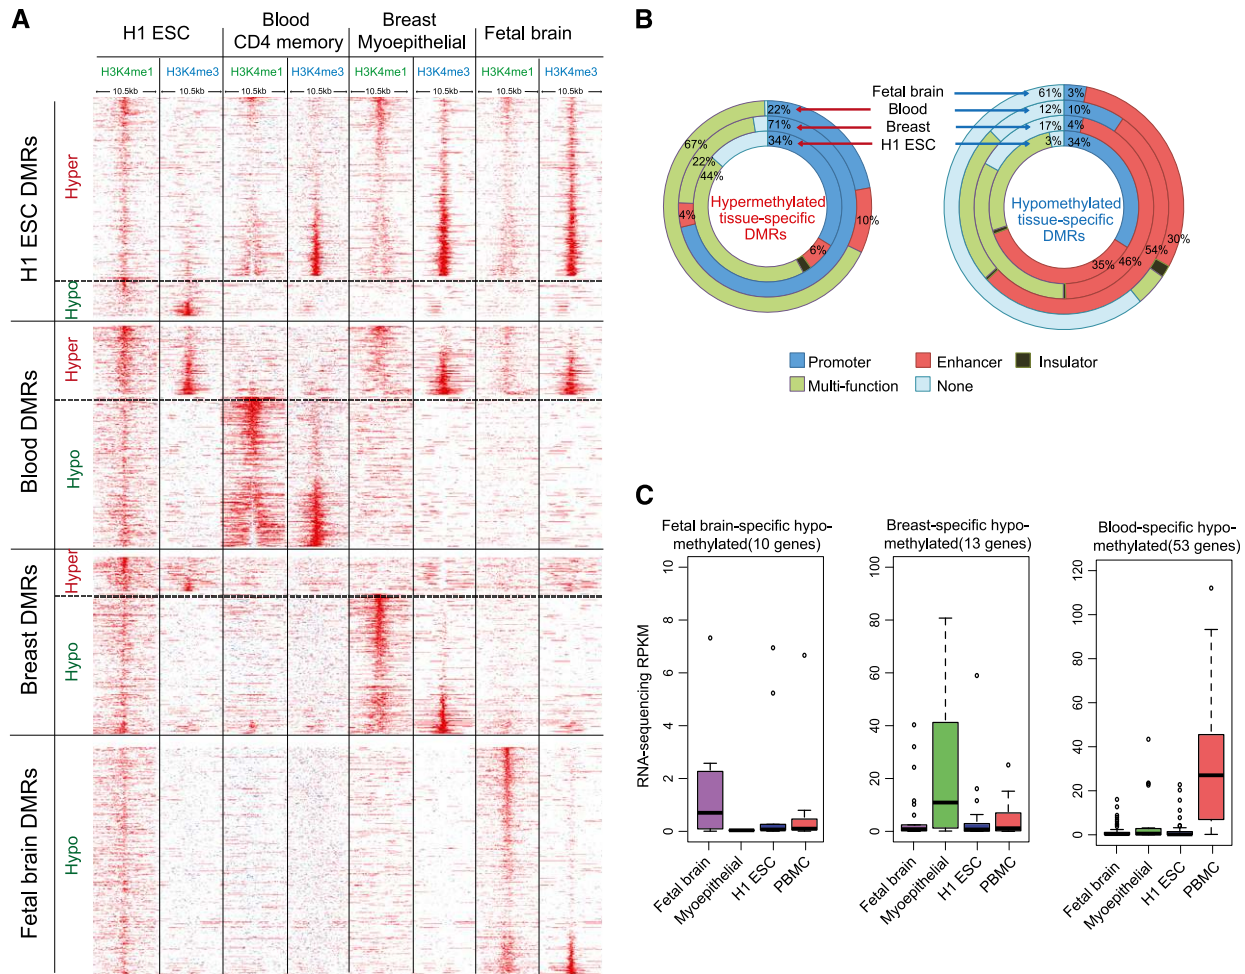 A
H1 ESC
Blood
CD4 memory
Breast
Myoepithelial
Fetal brain
H3K4me1
H3K4me3
H3K4me1
H3K4me3
H3K4me1
H3K4me3
H3K4me1
H3K4me3
10.5kb
10.5kb
10.5kb
10.5kb
10.5kb
10.5kb
10.5kb
10.5kb
H1 ESC DMRs
Hyper
Hypo
Blood DMRs
Hyper
Hypo
Breast DMRs
Hyper
Hypo
Fetal brain DMRs
Hypo
B
Fetal brain
Blood
Breast
H1 ESC
22%
71%
34%
67%
22%
44%
4%
10%
6%
Hypermethylated
tissue-specific
DMRs
61%
3%
12%
10%
17%
4%
3%
34%
30%
54%
46%
35%
Hypomethylated
tissue-specific
DMRs
Promoter
Enhancer
Insulator
Multi-function
None
C
Fetal brain-specific hypo-
methylated(10 genes)
RNA-sequencing RPKM
10
8
6
4
2
0
Fetal brain
Myoepithelial
H1 ESC
PBMC
Breast-specific hypo-
methylated(13 genes)
100
80
60
40
20
0
Fetal brain
Myoepithelial
H1 ESC
PBMC
Blood-specific hypo-
methylated(53 genes)
120
100
80
60
40
20
0
Fetal brain
Myoepithelial
H1 ESC
PBMC